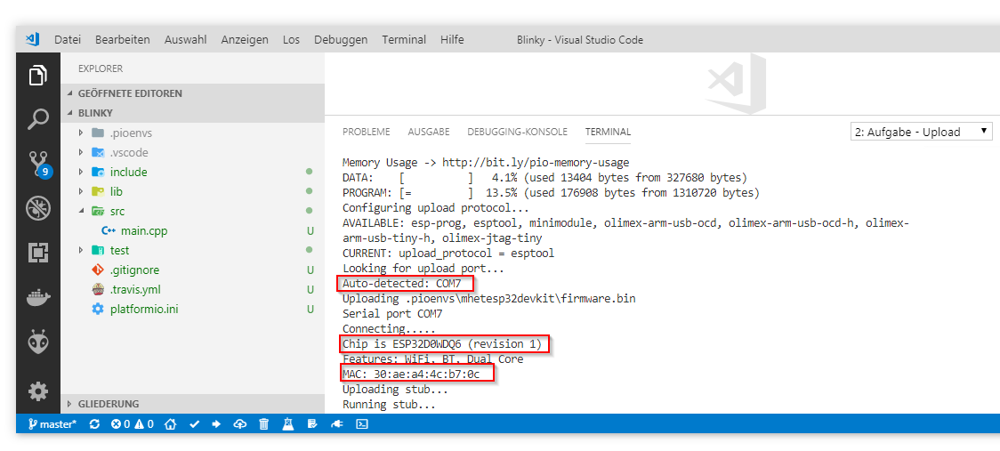 Datei Bearbeiten Auswahl Anzeigen Los Debuggen Terminal Hilfe Blinky - Visual Studio Code
EXPLORER
GEÖFFNETE EDITOREN
BLINKY
.pioenvs
.vscode
include
lib
src
C++ main.cpp U
test
.gitignore U
.travis.yml U
platformio.ini U
GLIEDERUNG
9
PROBLEME AUSGABE DEBUGGING-KONSOLE TERMINAL 2: Aufgabe - Upload
Memory Usage -> http://bit.ly/pio-memory-usage
DATA: [ ] 4.1% (used 13404 bytes from 327680 bytes)
PROGRAM: [= ] 13.5% (used 176908 bytes from 1310720 bytes)
Configuring upload protocol...
AVAILABLE: esp-prog, esptool, minimodule, olimex-arm-usb-ocd, olimex-arm-usb-ocd-h, olimex-
arm-usb-tiny-h, olimex-jtag-tiny
CURRENT: upload_protocol = esptool
Looking for upload port...
Auto-detected: COM7
Uploading .pioenvs\mhetesp32devkit\firmware.bin
Serial port COM7
Connecting.....
Chip is ESP32D0WDQ6 (revision 1)
Features: WiFi, BT, Dual Core
MAC: 30:ae:a4:4c:b7:0c
Uploading stub...
Running stub...
master* 0 0